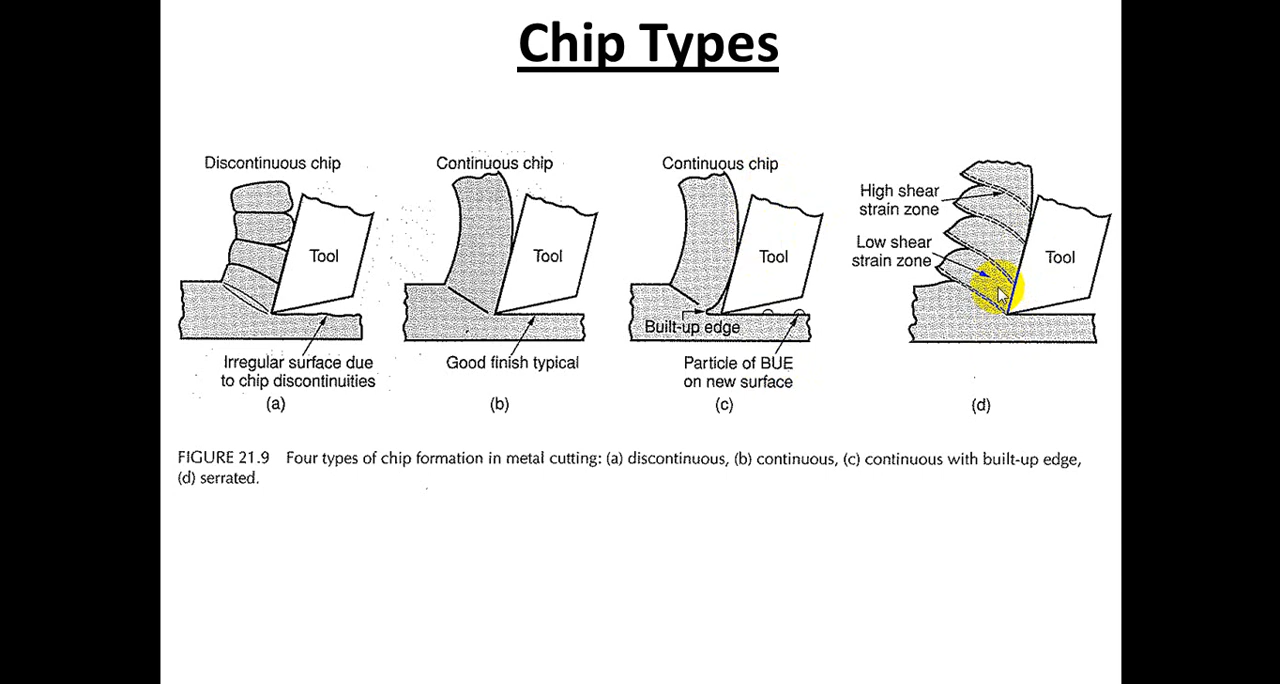 Chip Types
Discontinuous chip
Tool
Irregular surface due
to chip discontinuities
(a)
Continuous chip
Tool
Good finish typical
(b)
Continuous chip
Tool
Built-up edge
Particle of BUE
on new surface
(c)
High shear
strain zone
Low shear
strain zone
Tool
(d)
FIGURE 21.9 Four types of chip formation in metal cutting: (a) discontinuous, (b) continuous, (c) continuous with built-up edge,
(d) serrated.